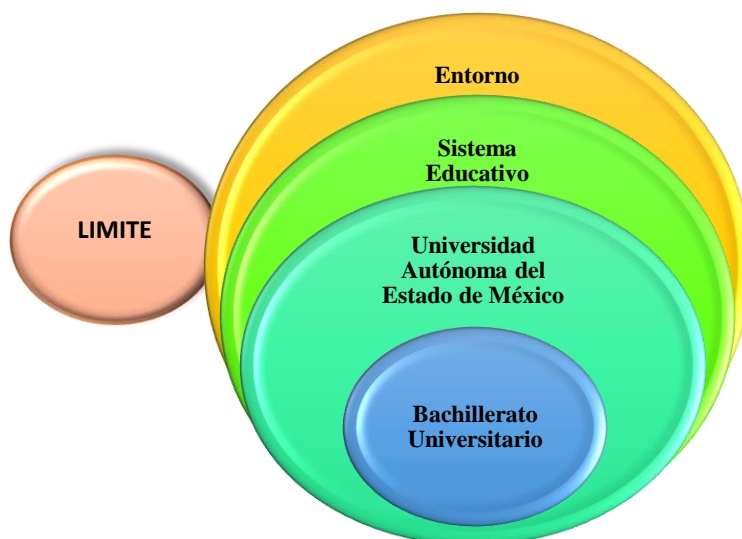 Entorno
Sistema
Educativo
LIMITE
Universidad
Autónoma del
Estado de México
Bachillerato
Universitario